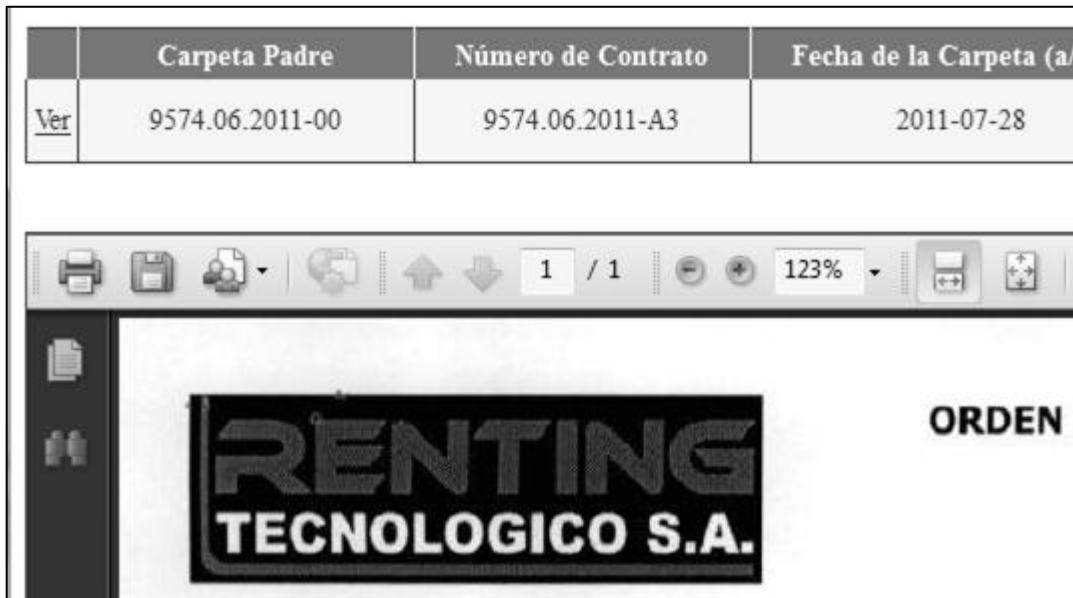 Carpeta Padre Número de Contrato Fecha de la Carpeta (a/
Ver 9574.06.2011-00 9574.06.2011-A3 2011-07-28
1 / 1 123%
ORDEN
RENTING
TECNOLOGICO S.A.